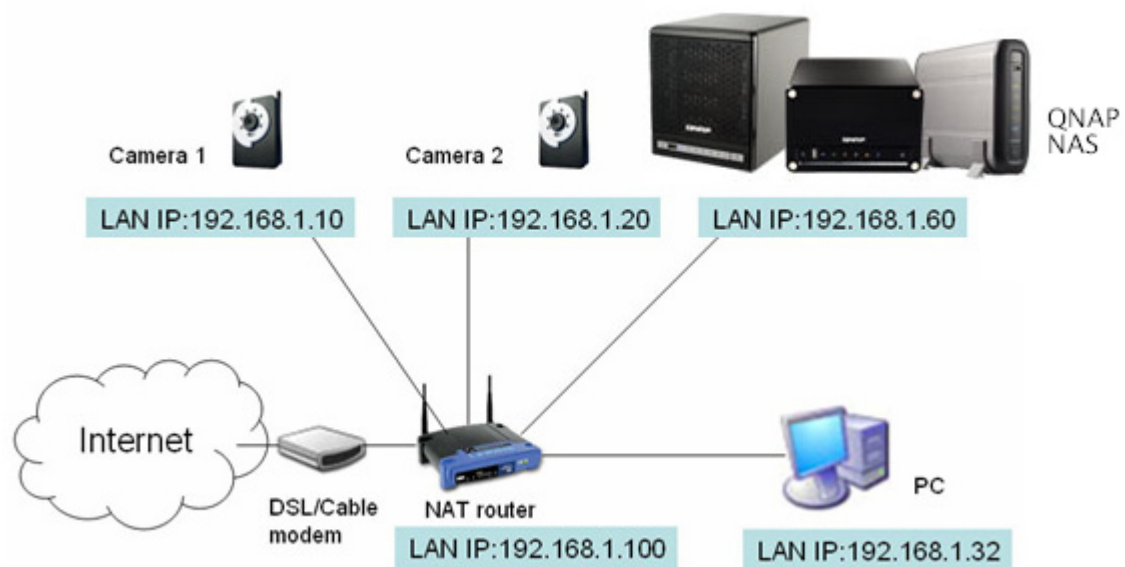 QNAP
NAS
Camera 1
Camera 2
LAN IP:192.168.1.10
LAN IP:192.168.1.20
LAN IP:192.168.1.60
Internet
DSL/Cable
modem
NAT router
PC
LAN IP:192.168.1.100
LAN IP:192.168.1.32